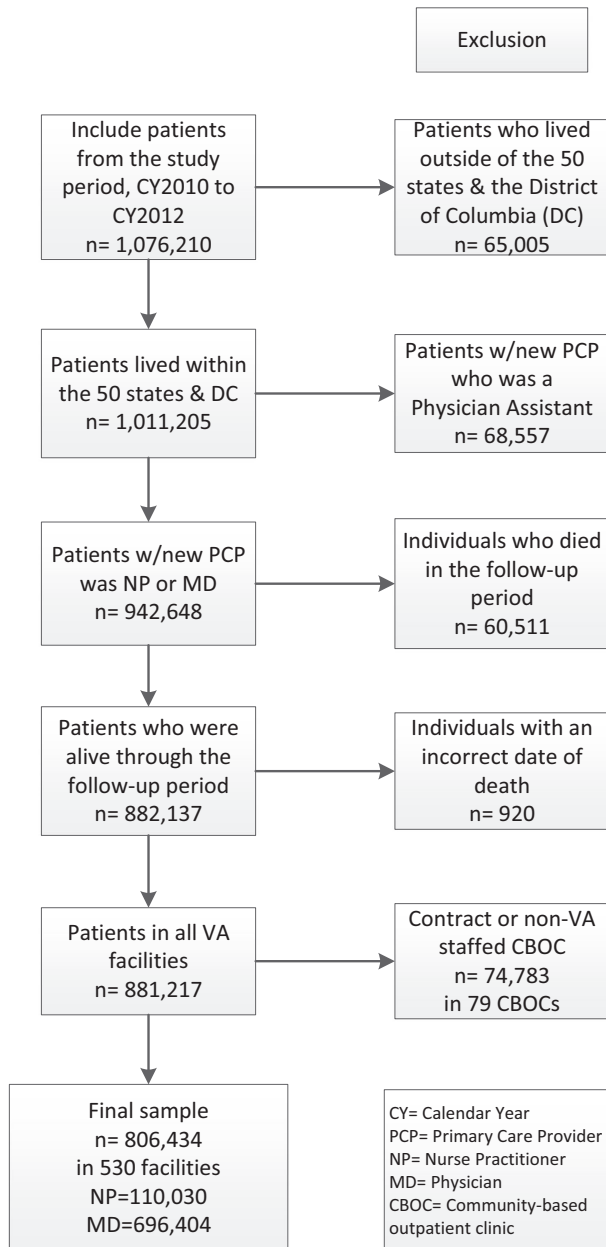 Exclusion
Include patients
from the study
period, CY2010 to
CY2012
n= 1,076,210
Patients who lived
outside of the 50
states & the District
of Columbia (DC)
n= 65,005
Patients lived within
the 50 states & DC
n= 1,011,205
Patients w/new PCP
who was a
Physician Assistant
n= 68,557
Patients w/new PCP
was NP or MD
n= 942,648
Individuals who died
in the follow-up
period
n= 60,511
Patients who were
alive through the
follow-up period
n= 882,137
Individuals with an
incorrect date of
death
n= 920
Patients in all VA
facilities
n= 881,217
Contract or non-VA
staffed CBOC
n= 74,783
in 79 CBOCs
Final sample
n= 806,434
in 530 facilities
NP=110,030
MD=696,404
CY= Calendar Year
PCP= Primary Care Provider
NP= Nurse Practitioner
MD= Physician
CBOC= Community-based
outpatient clinic